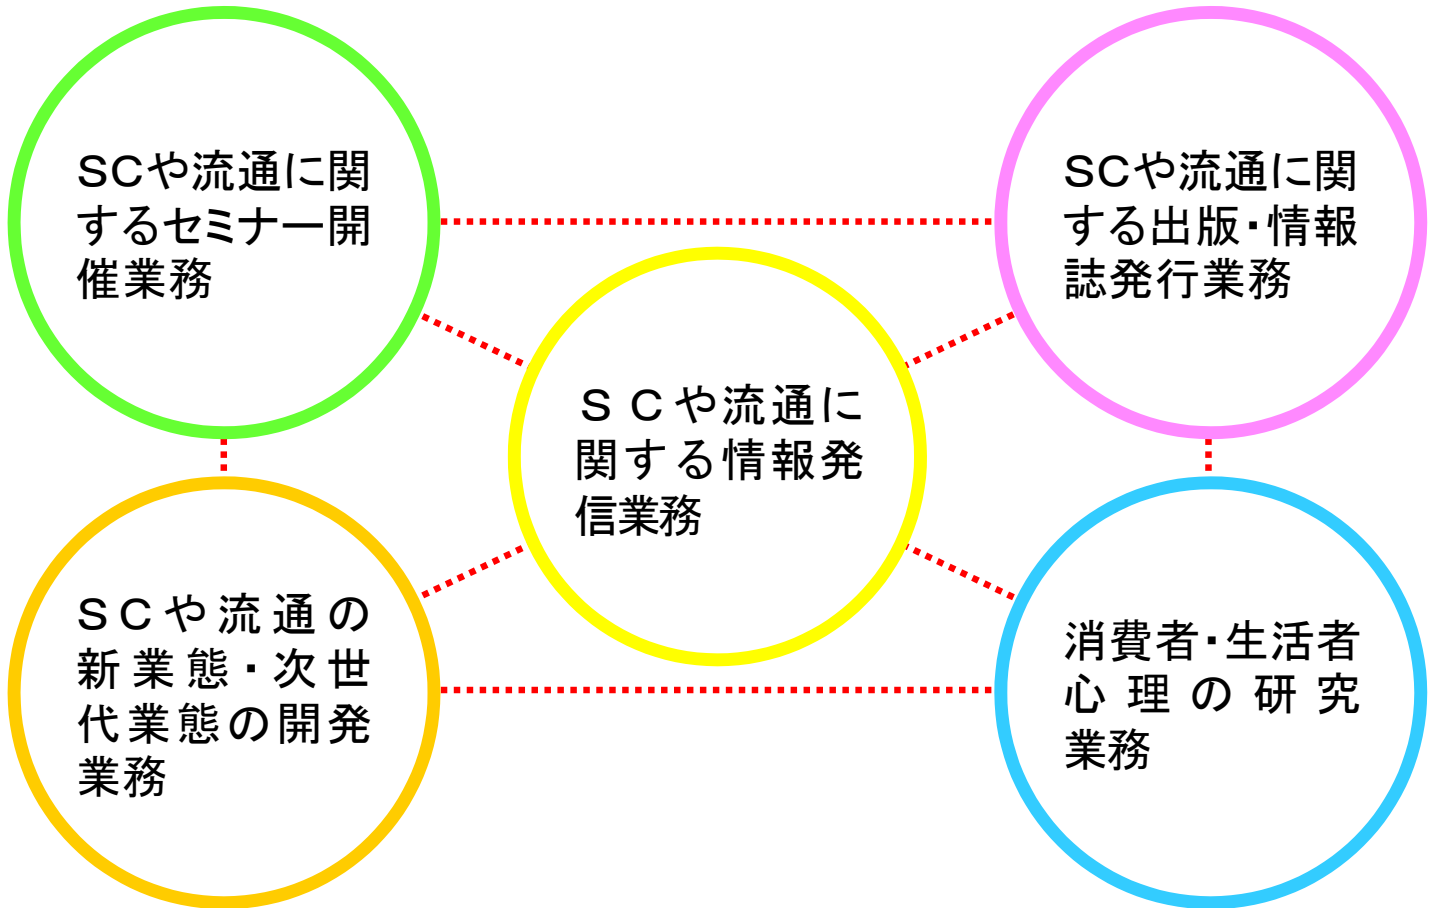 SCや流通に関
するセミナー開
催業務
SCや流通に関
する出版・情報
誌発行業務
SCや流通に
関する情報発
信業務
SCや流通の
新業態・次世
代業態の開発
業務
消費者・生活者
心理の研究
業務